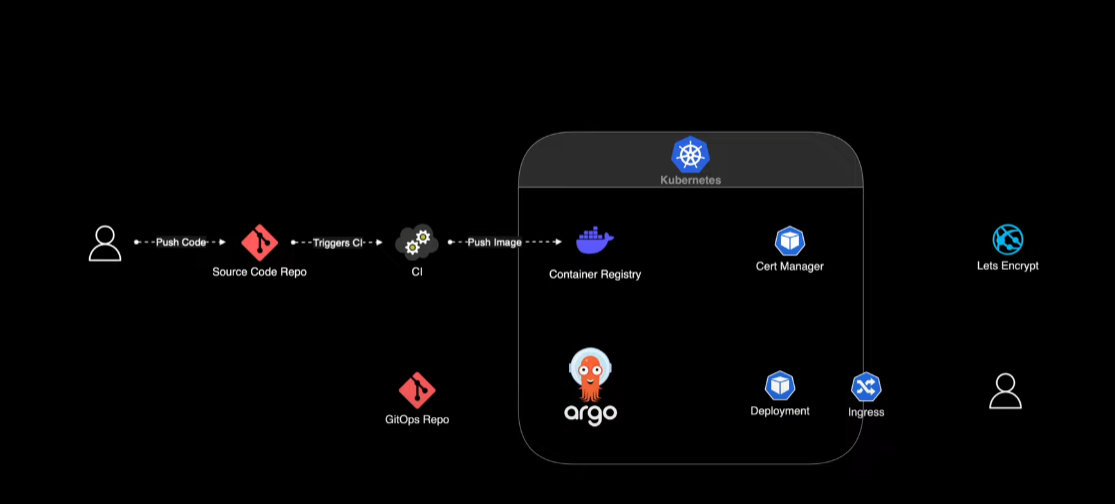 Kubernetes
Push Code
Triggers CI
Push Image
Source Code Repo
CI
Container Registry
Cert Manager
Lets Encrypt
GitOps Repo
argo
Deployment
Ingress